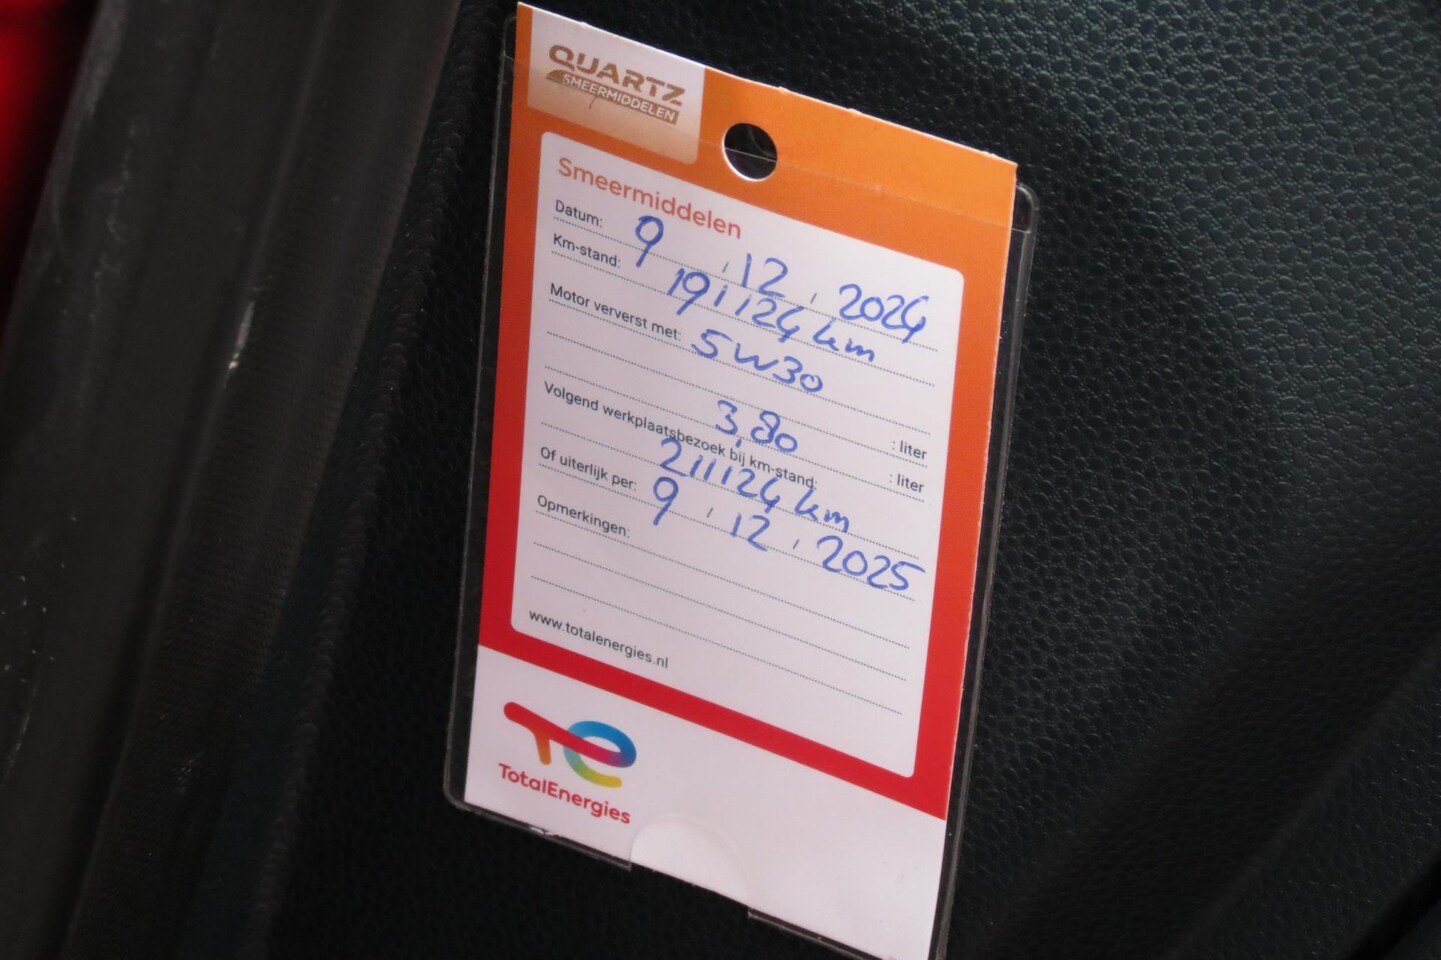 QUARTZ
SMEERMIDDELEN
Smeermiddelen
Datum: 9 , 12 , 2024
Km-stand: 191124 km
Motor ververst met: 5W30
: liter
3,80 : liter
Volgend werkplaatsbezoek bij km-stand:
211124 km
Of uiterlijk per: 9 , 12 , 2025
Opmerkingen:
www.totalenergies.nl
TotalEnergies